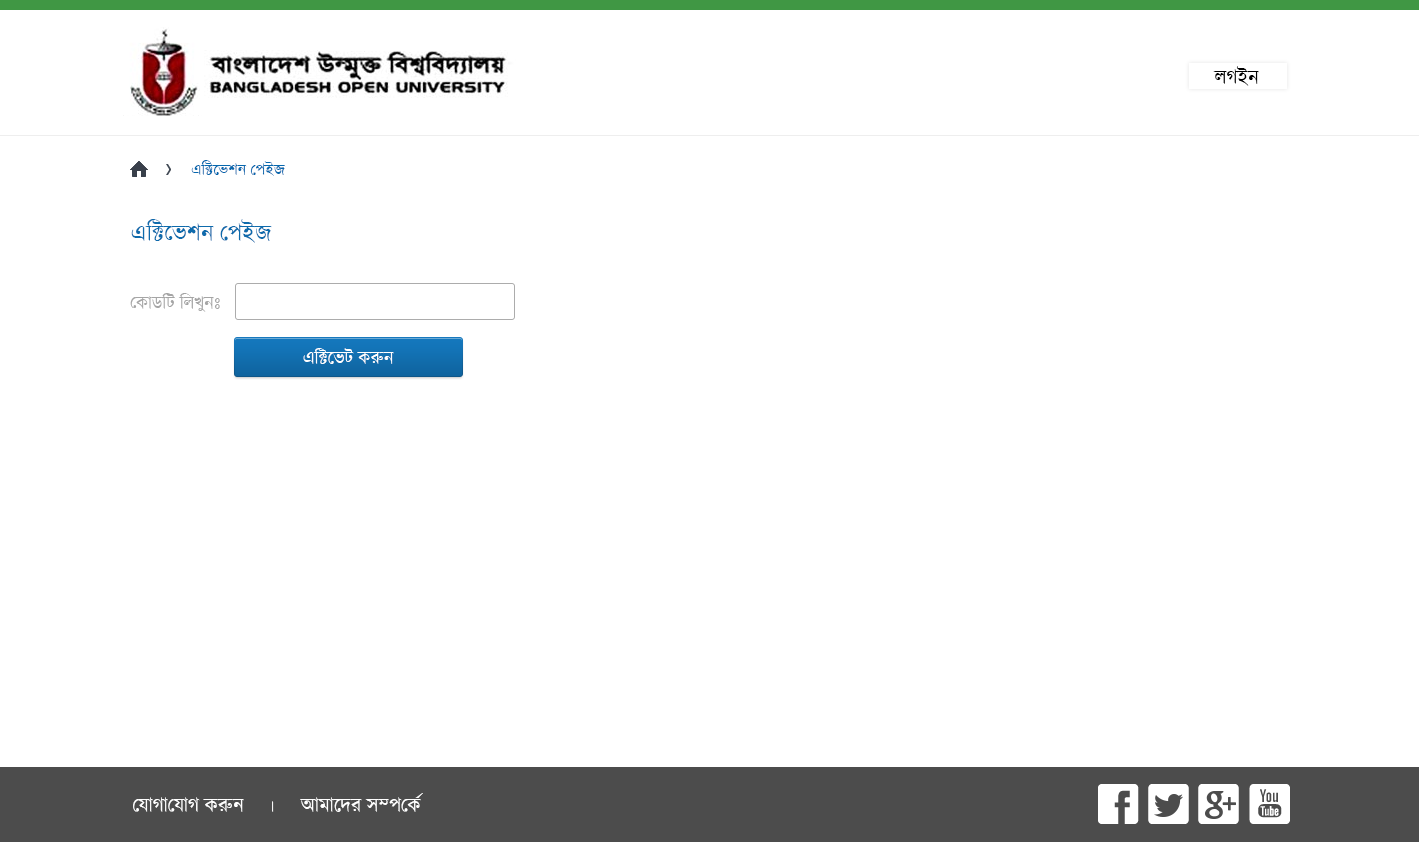 বাংলাদেশ উন্মুক্ত বিশ্ববিদ্যালয়
BANGLADESH OPEN UNIVERSITY
লগইন
এক্টিভেশন পেইজ
এক্টিভেশন পেইজ
কোডটি লিখুনঃ
এক্টিভেট করুন
যোগাযোগ করুন | আমাদের সম্পর্কে
You Tube